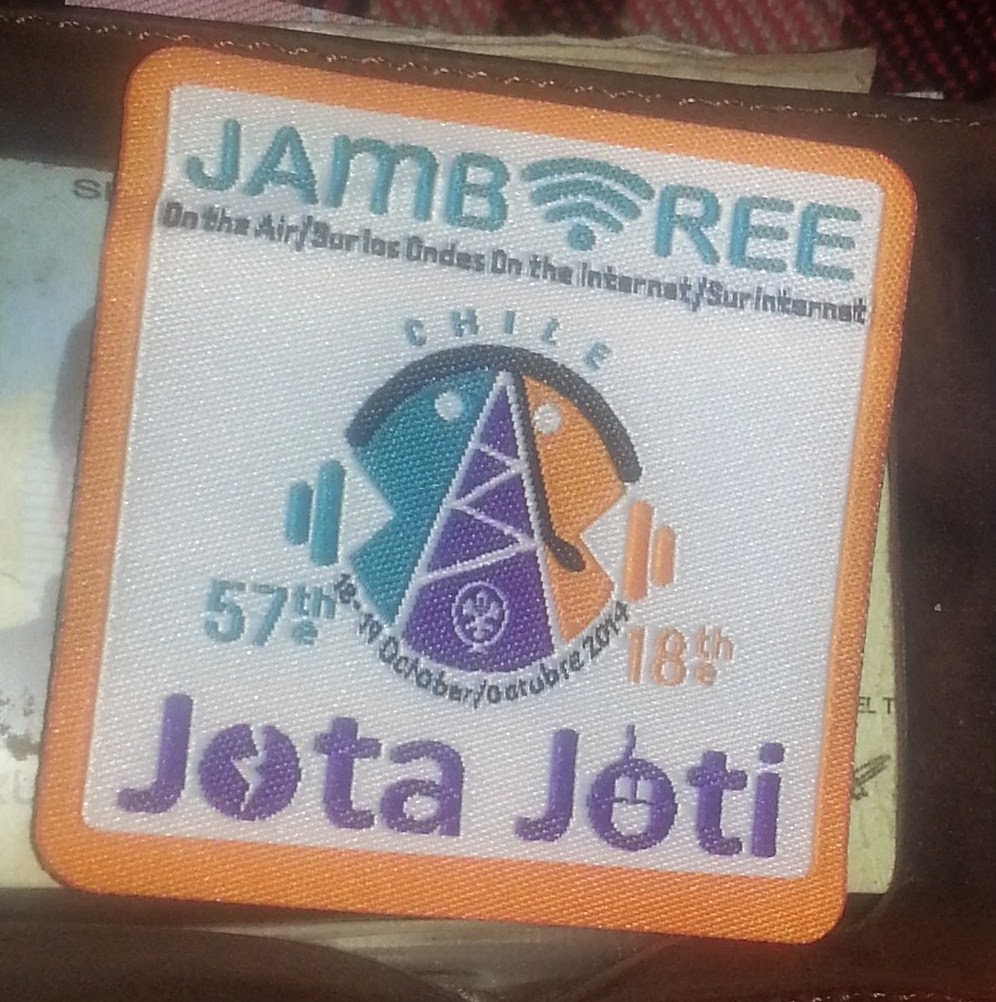 JAMBOREE
On the Air/Sur les Ondes On the Internet/Sur internet
CHILE
57th e
18th e
18-19 October/octubre 2014
Jota Joti
EL T